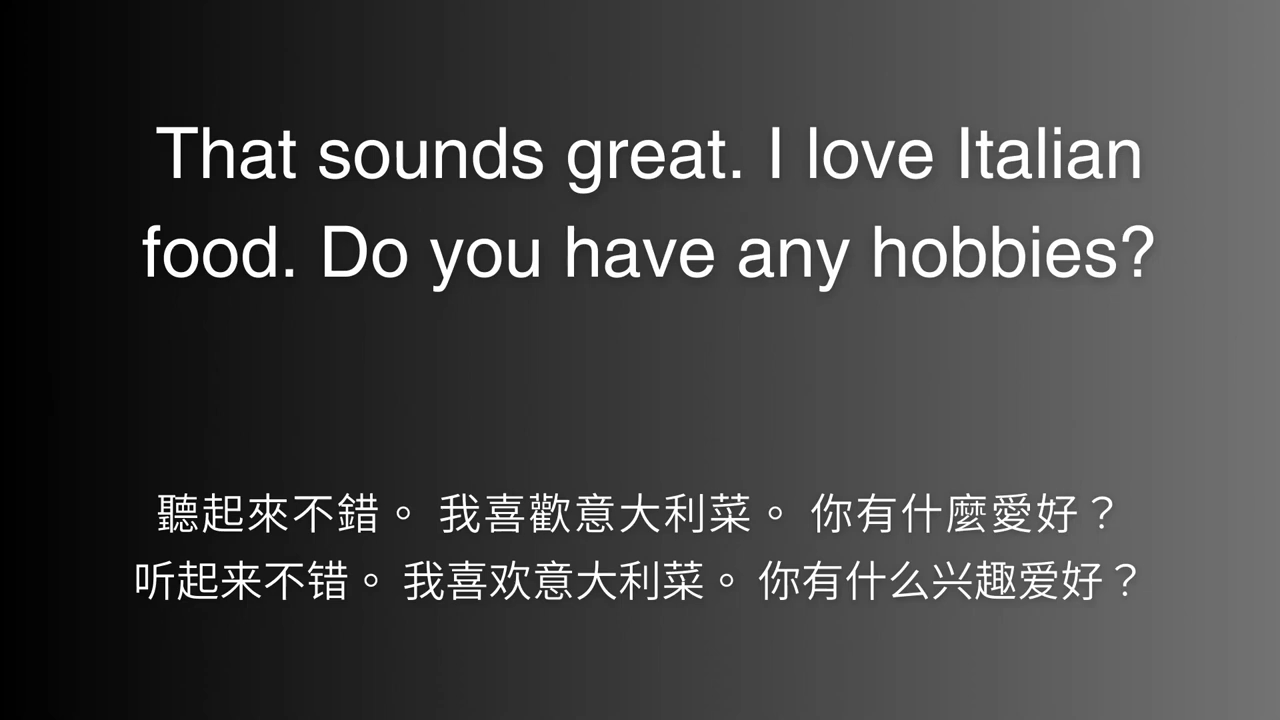 That sounds great. I love Italian
food. Do you have any hobbies?
聽起來不錯。 我喜歡意大利菜。 你有什麼愛好？
听起来不错。 我喜欢意大利菜。 你有什么兴趣爱好？